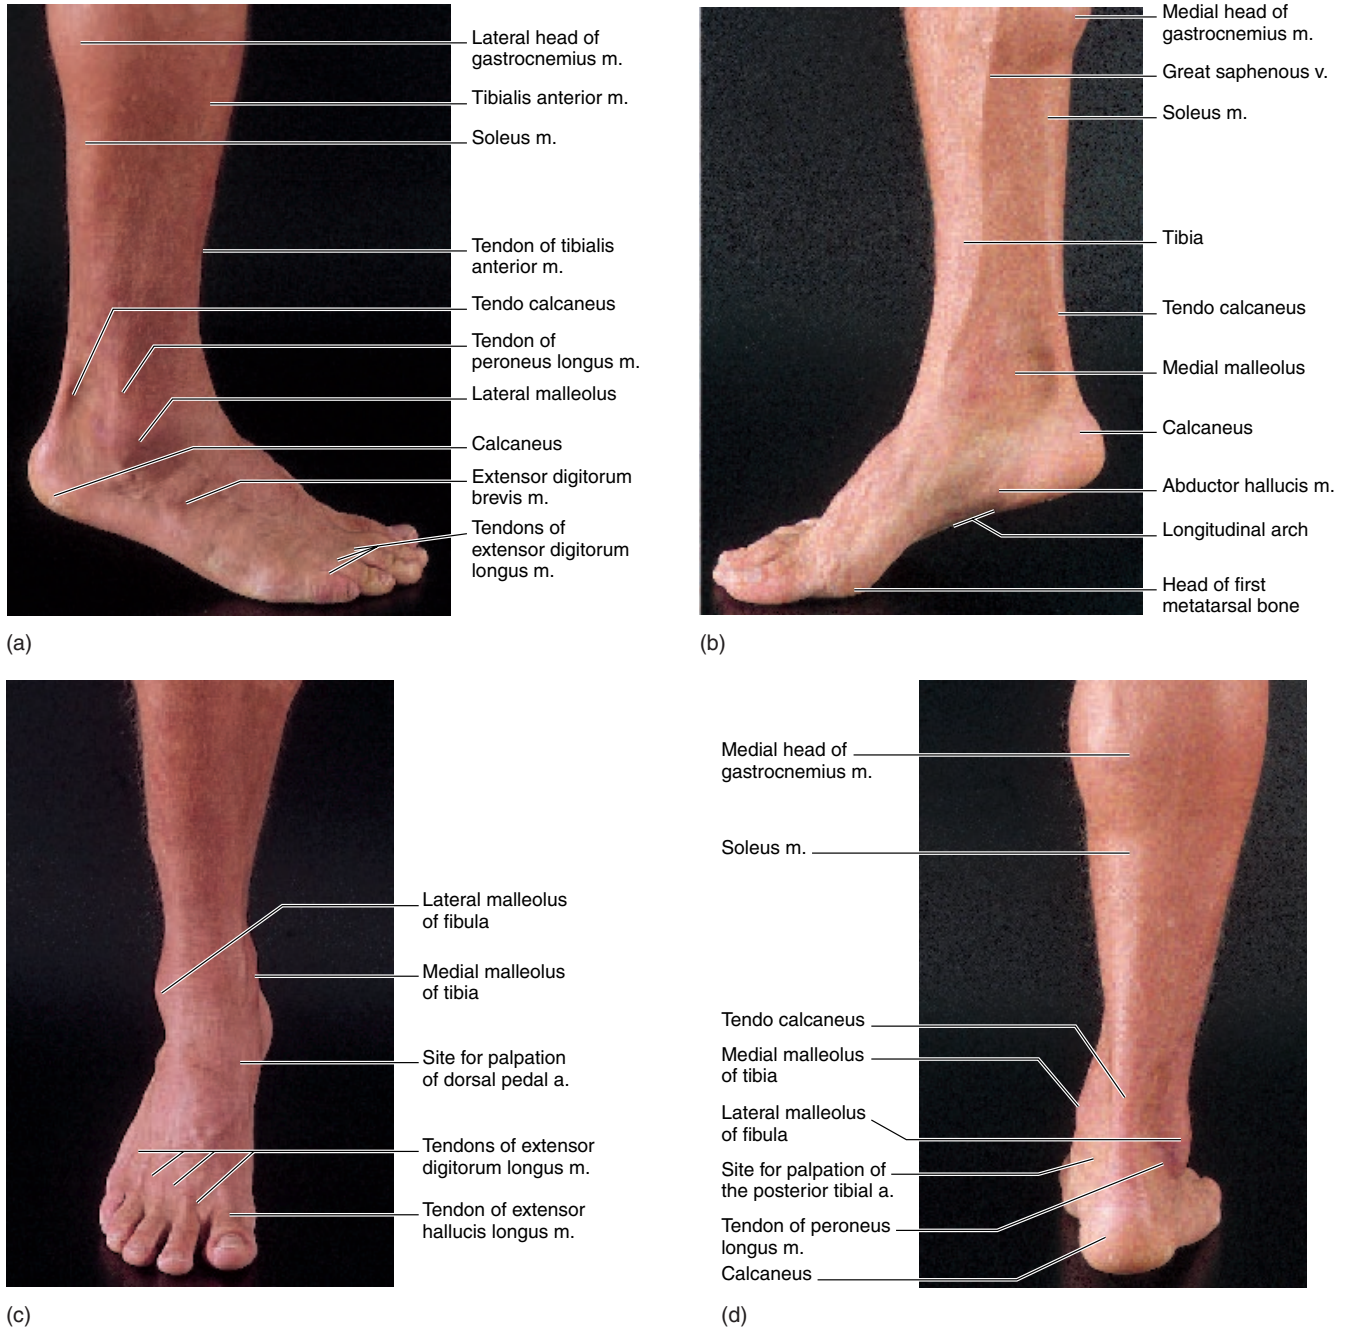 Lateral head of
gastrocnemius m.
Tibialis anterior m.
Soleus m.
Tendon of tibialis
anterior m.
Tendo calcaneus
Tendon of
peroneus longus m.
Lateral malleolus
Calcaneus
Extensor digitorum
brevis m.
Tendons of
extensor digitorum
longus m.
(a)
Medial head of
gastrocnemius m.
Great saphenous v.
Soleus m.
Tibia
Tendo calcaneus
Medial malleolus
Calcaneus
Abductor hallucis m.
Longitudinal arch
Head of first
metatarsal bone
(b)
Lateral malleolus
of fibula
Medial malleolus
of tibia
Site for palpation
of dorsal pedal a.
Tendons of extensor
digitorum longus m.
Tendon of extensor
hallucis longus m.
(c)
Medial head of
gastrocnemius m.
Soleus m.
Tendo calcaneus
Medial malleolus
of tibia
Lateral malleolus
of fibula
Site for palpation of
the posterior tibial a.
Tendon of peroneus
longus m.
Calcaneus
(d)